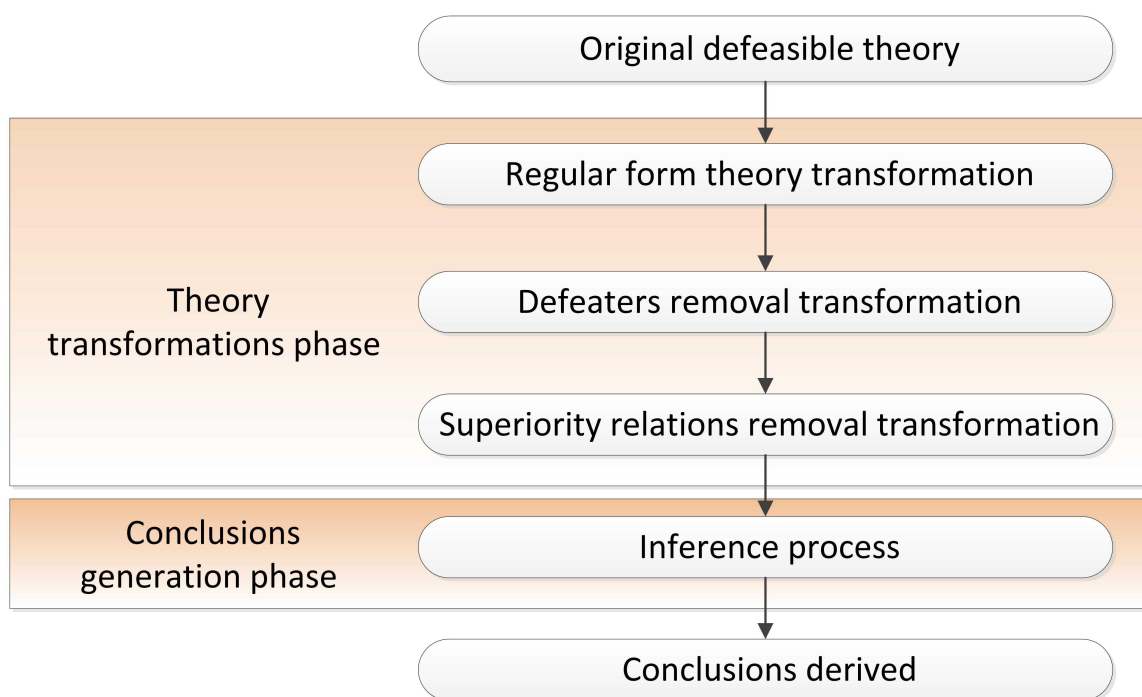 Original defeasible theory
Regular form theory transformation
Theory
transformations phase
Defeaters removal transformation
Superiority relations removal transformation
Conclusions
generation phase
Inference process
Conclusions derived